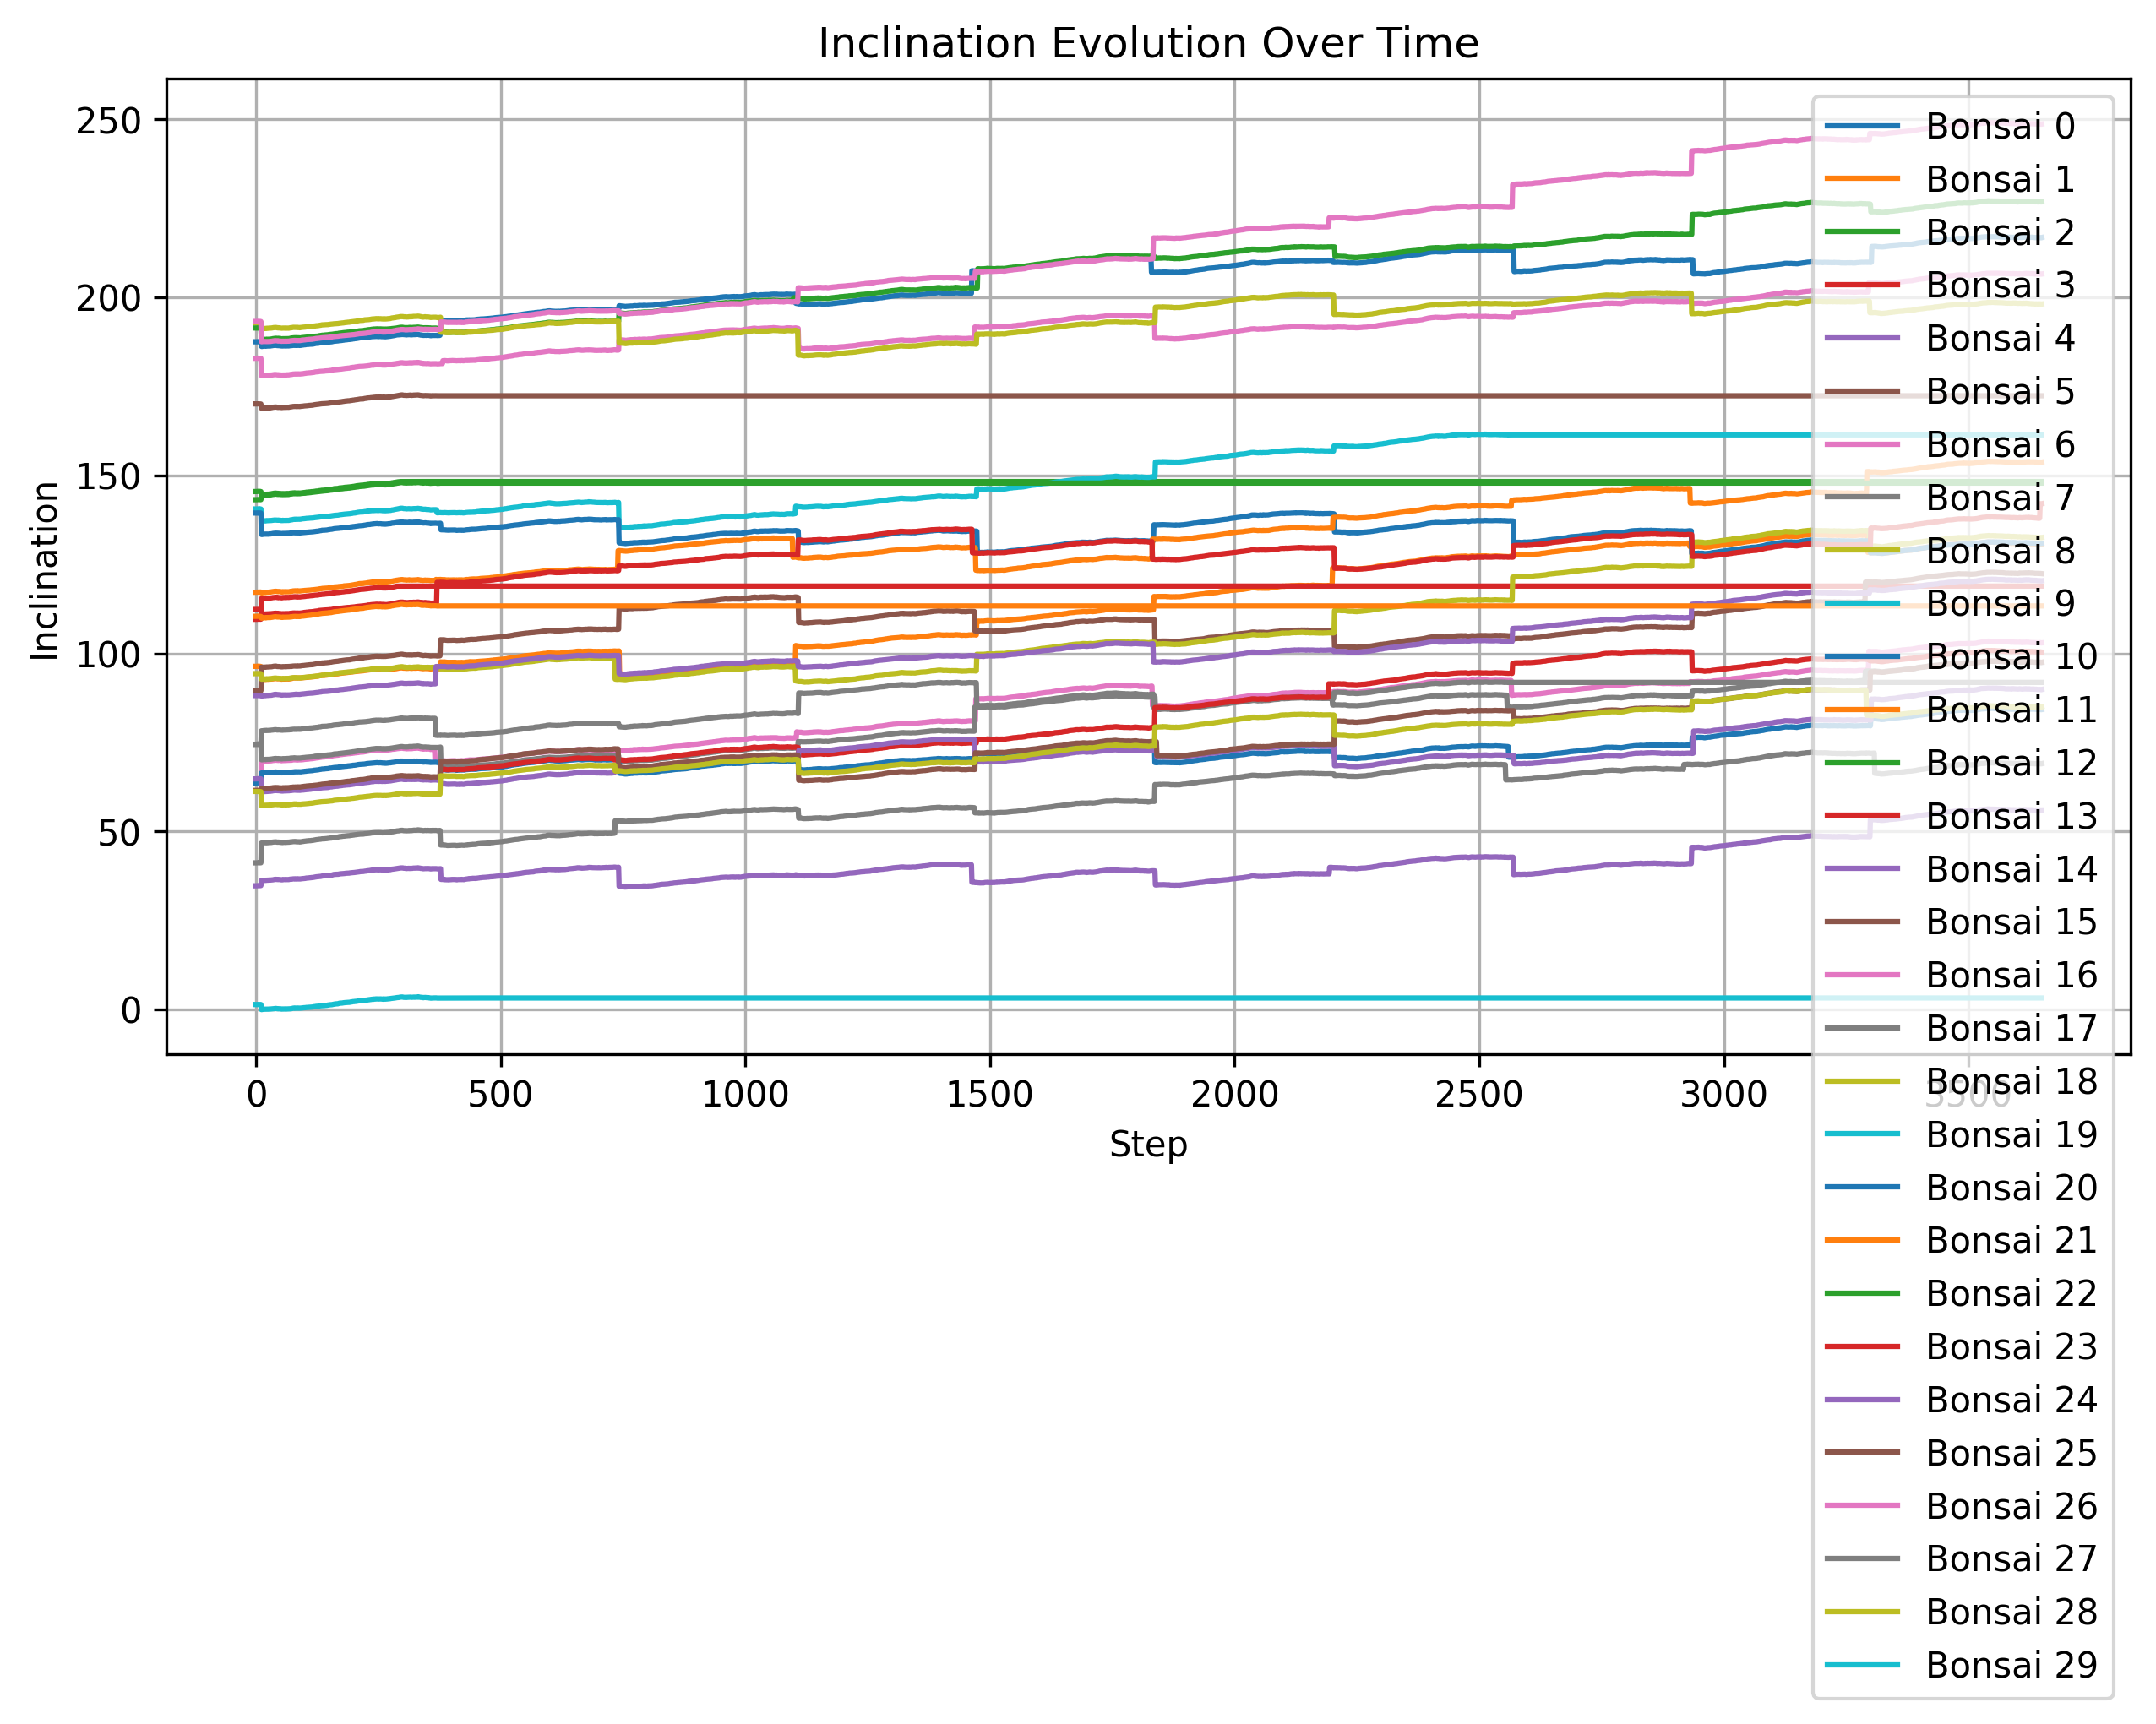 Inclination Evolution Over Time
250
200
150
100
50
0
Inclination
0 500 1000 1500 2000 2500 3000 3500
Step
Bonsai 0
Bonsai 1
Bonsai 2
Bonsai 3
Bonsai 4
Bonsai 5
Bonsai 6
Bonsai 7
Bonsai 8
Bonsai 9
Bonsai 10
Bonsai 11
Bonsai 12
Bonsai 13
Bonsai 14
Bonsai 15
Bonsai 16
Bonsai 17
Bonsai 18
Bonsai 19
Bonsai 20
Bonsai 21
Bonsai 22
Bonsai 23
Bonsai 24
Bonsai 25
Bonsai 26
Bonsai 27
Bonsai 28
Bonsai 29